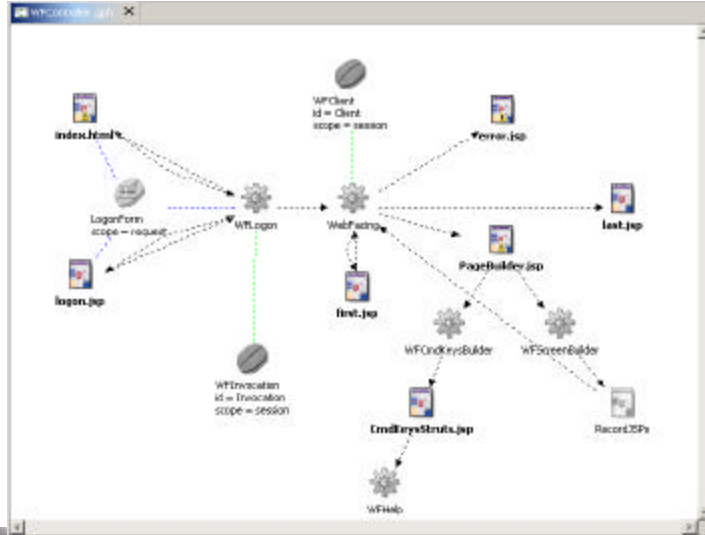 WFController.gph
WFClient
id = Client
scope = session
index.html
error.jsp
LogonForm
scope = request
WFLogon
WebFacing
last.jsp
PageBuilder.jsp
logon.jsp
first.jsp
WFCmdKeysBuilder
WFScreenBuilder
WFInvocation
id = Invocation
scope = session
CmdKeysStruts.jsp
RecordJSPs
WFHelp